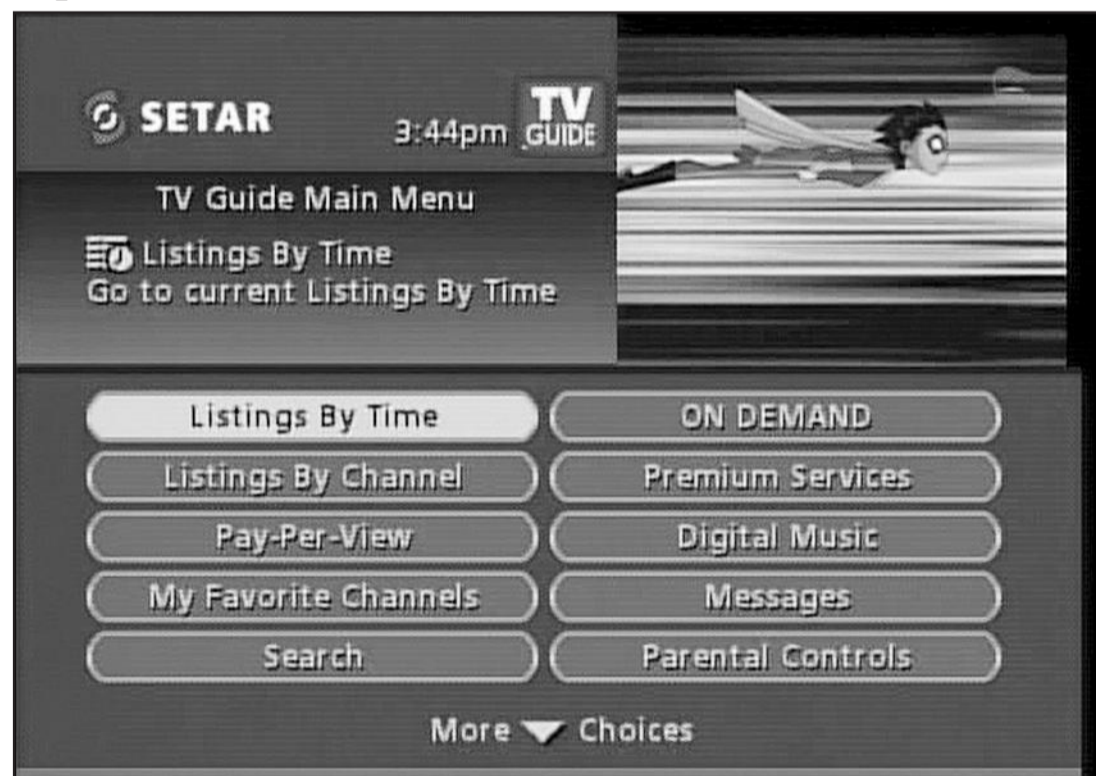 SETAR
3:44pm
TV
GUIDE
TV Guide Main Menu
Listings By Time
Go to current Listings By Time
Listings By Time
ON DEMAND
Listings By Channel
Premium Services
Pay-Per-View
Digital Music
My Favorite Channels
Messages
Search
Parental Controls
More Choices